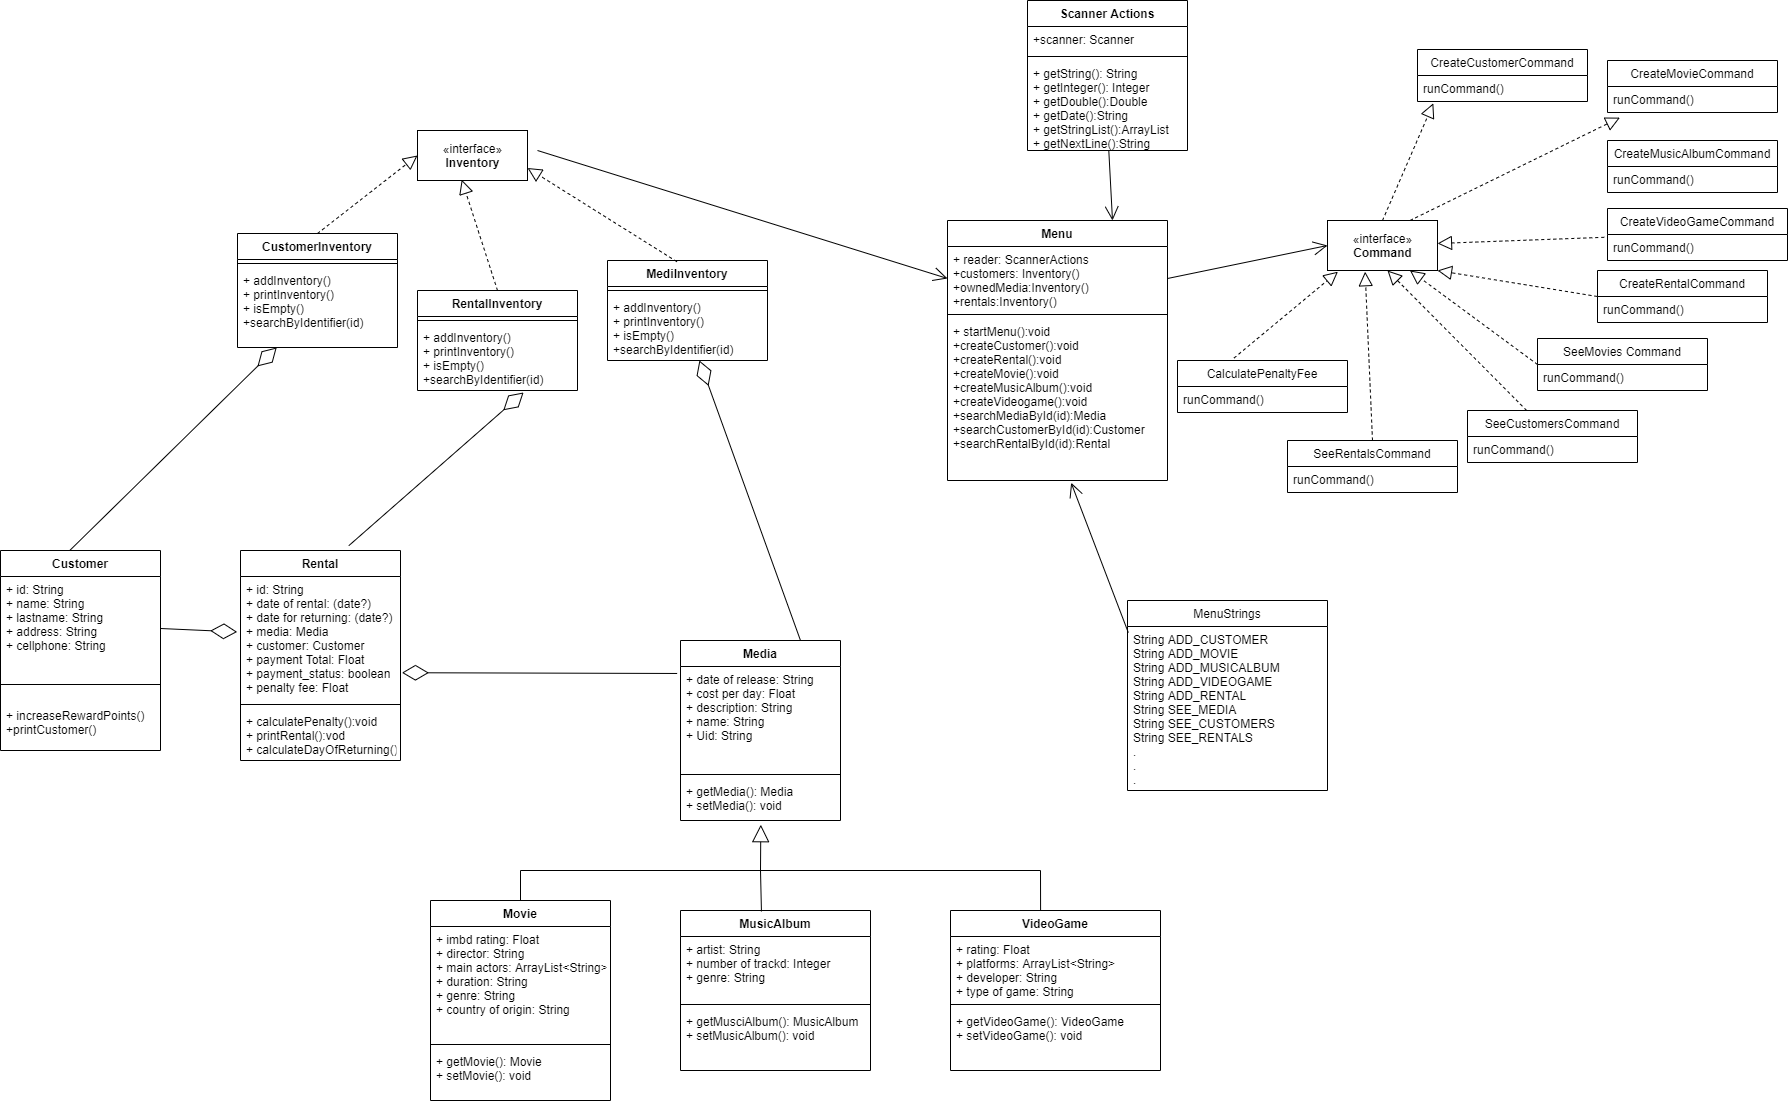 Scanner Actions
+scanner: Scanner
+ getString(): String
+ getInteger(): Integer
+ getDouble():Double
+ getDate():String
+ getStringList():ArrayList
+ getNextLine():String
CreateCustomerCommand
runCommand()
CreateMovieCommand
runCommand()
CreateMusicAlbumCommand
runCommand()
CreateVideoGameCommand
runCommand()
CreateRentalCommand
runCommand()
SeeMovies Command
runCommand()
SeeCustomersCommand
runCommand()
SeeRentalsCommand
runCommand()
CalculatePenaltyFee
runCommand()
«interface»
Command
«interface»
Inventory
CustomerInventory
+ addInventory()
+ printInventory()
+ isEmpty()
+searchByIdentifier(id)
RentalInventory
+ addInventory()
+ printInventory()
+ isEmpty()
+searchByIdentifier(id)
MediInventory
+ addInventory()
+ printInventory()
+ isEmpty()
+searchByIdentifier(id)
Menu
+ reader: ScannerActions
+customers: Inventory()
+ownedMedia:Inventory()
+rentals:Inventory()
+ startMenu():void
+createCustomer():void
+createRental():void
+createMovie():void
+createMusicAlbum():void
+createVideogame():void
+searchMediaById(id):Media
+searchCustomerById(id):Customer
+searchRentalById(id):Rental
Customer
+ id: String
+ name: String
+ lastname: String
+ address: String
+ cellphone: String
+ increaseRewardPoints()
+printCustomer()
Rental
+ id: String
+ date of rental: (date?)
+ date for returning: (date?)
+ media: Media
+ customer: Customer
+ payment Total: Float
+ payment_status: boolean
+ penalty fee: Float
+ calculatePenalty():void
+ printRental():vod
+ calculateDayOfReturning()
Media
+ date of release: String
+ cost per day: Float
+ description: String
+ name: String
+ Uid: String
+ getMedia(): Media
+ setMedia(): void
MenuStrings
String ADD_CUSTOMER
String ADD_MOVIE
String ADD_MUSICALBUM
String ADD_VIDEOGAME
String ADD_RENTAL
String SEE_MEDIA
String SEE_CUSTOMERS
String SEE_RENTALS
.
.
.
Movie
+ imbd rating: Float
+ director: String
+ main actors: ArrayList<String>
+ duration: String
+ genre: String
+ country of origin: String
+ getMovie(): Movie
+ setMovie(): void
MusicAlbum
+ artist: String
+ number of trackd: Integer
+ genre: String
+ getMusciAlbum(): MusicAlbum
+ setMusicAlbum(): void
VideoGame
+ rating: Float
+ platforms: ArrayList<String>
+ developer: String
+ type of game: String
+ getVideoGame(): VideoGame
+ setVideoGame(): void